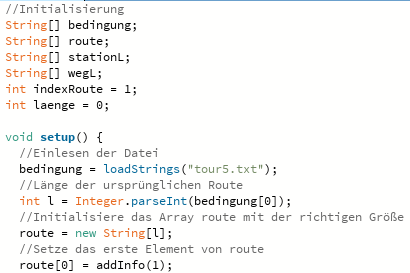 //Initialisierung
String[] bedingung;
String[] route;
String[] stationL;
String[] wegL;
int indexRoute = 1;
int laenge = 0;

void setup() {
  //Einlesen der Datei
  bedingung = loadStrings("tour5.txt");
  //Länge der ursprünglichen Route
  int l = Integer.parseInt(bedingung[0]);
  //Initialisiere das Array route mit der richtigen Größe
  route = new String[l];
  //Setze das erste Element von route
  route[0] = addInfo(1);